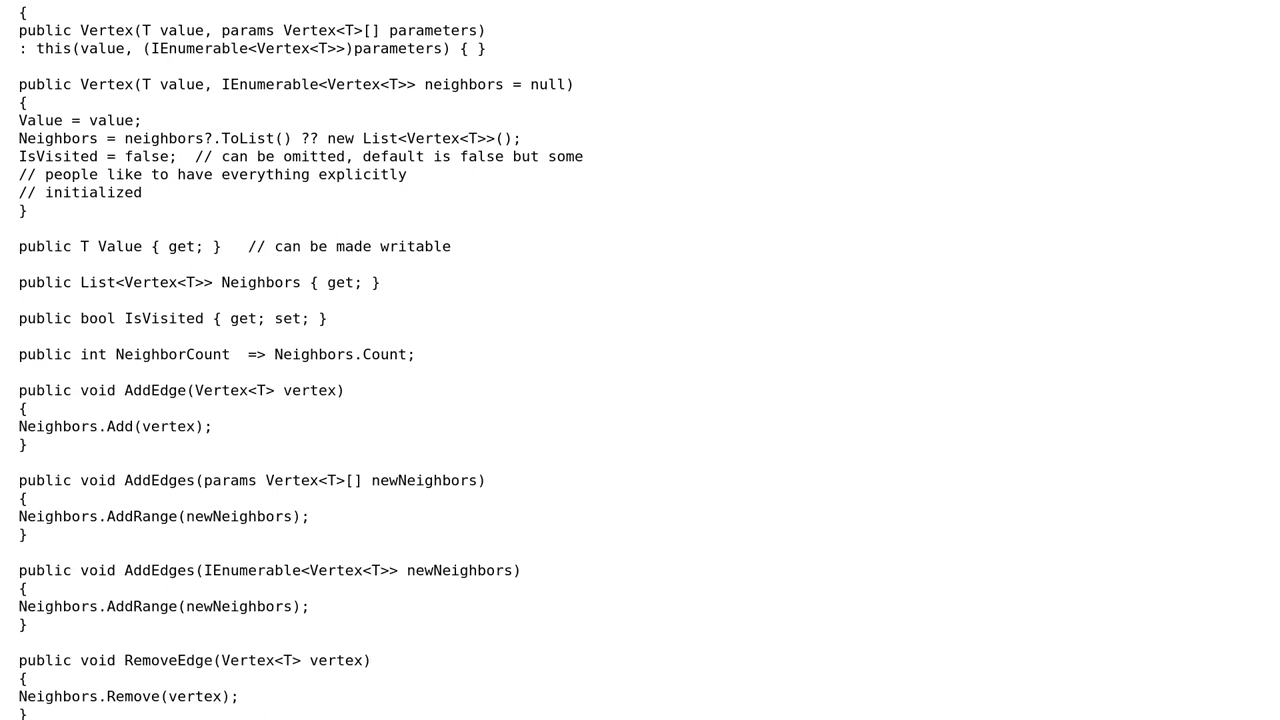 {
public Vertex(T value, params Vertex<T>[] parameters)
: this(value, (IEnumerable<Vertex<T>>)parameters) { }

public Vertex(T value, IEnumerable<Vertex<T>> neighbors = null)
{
Value = value;
Neighbors = neighbors?.ToList() ?? new List<Vertex<T>>();
IsVisited = false;  // can be omitted, default is false but some
// people like to have everything explicitly
// initialized
}

public T Value { get; }   // can be made writable

public List<Vertex<T>> Neighbors { get; }

public bool IsVisited { get; set; }

public int NeighborCount  => Neighbors.Count;

public void AddEdge(Vertex<T> vertex)
{
Neighbors.Add(vertex);
}

public void AddEdges(params Vertex<T>[] newNeighbors)
{
Neighbors.AddRange(newNeighbors);
}

public void AddEdges(IEnumerable<Vertex<T>> newNeighbors)
{
Neighbors.AddRange(newNeighbors);
}

public void RemoveEdge(Vertex<T> vertex)
{
Neighbors.Remove(vertex);
}